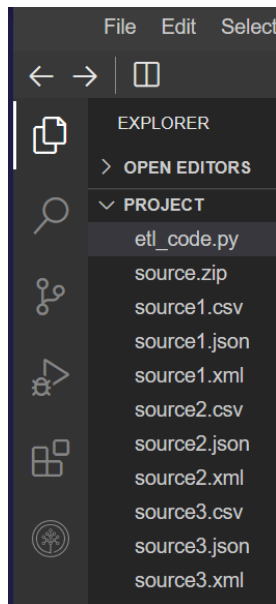 File Edit Select
EXPLORER
OPEN EDITORS
PROJECT
etl_code.py
source.zip
source1.csv
source1.json
source1.xml
source2.csv
source2.json
source2.xml
source3.csv
source3.json
source3.xml